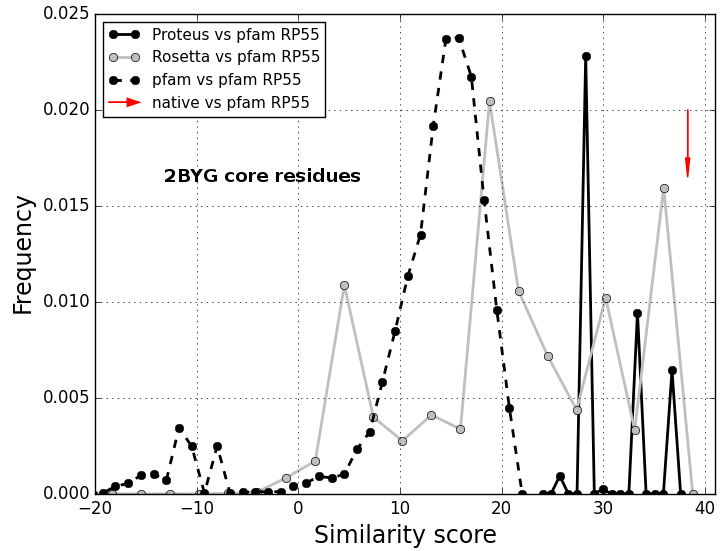 0.025
Proteus vs pfam RP55
Rosetta vs pfam RP55
pfam vs pfam RP55
native vs pfam RP55
0.020
2BYG core residues
0.015
Frequency
0.010
0.005
0.000
−20 −10 0 10 20 30 40
Similarity score